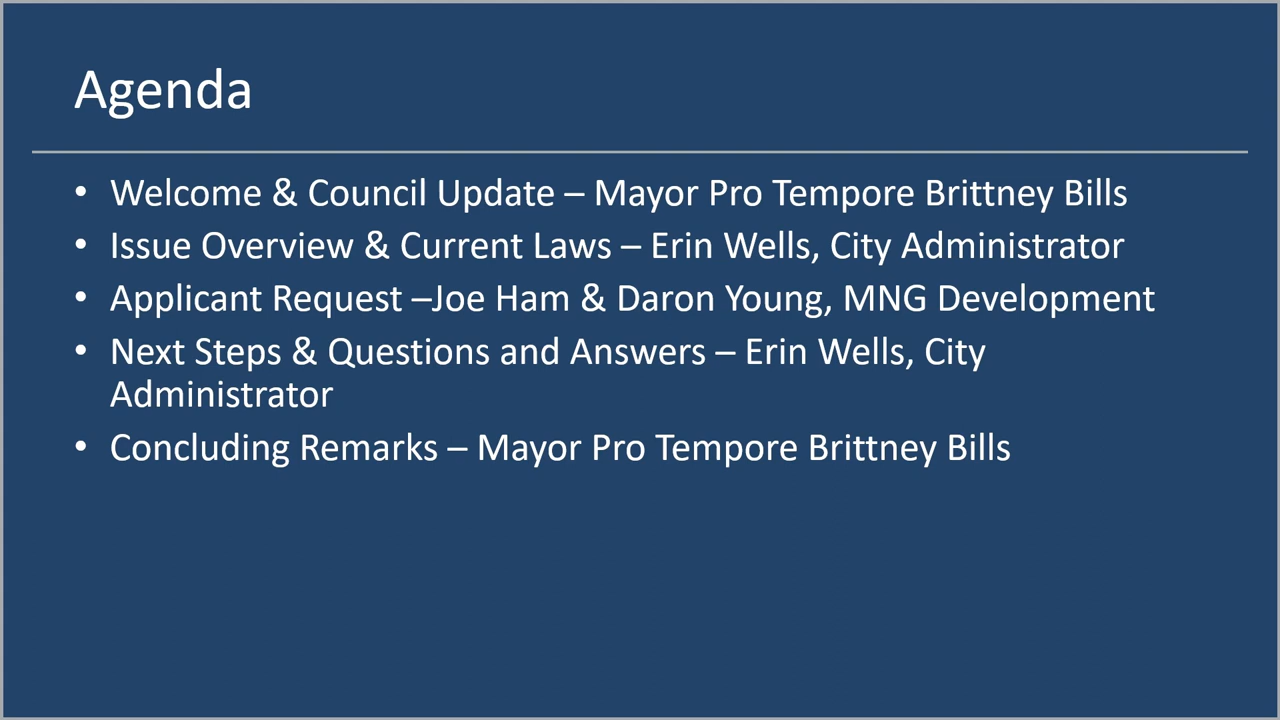 Agenda
• Welcome & Council Update – Mayor Pro Tempore Brittney Bills
• Issue Overview & Current Laws – Erin Wells, City Administrator
• Applicant Request –Joe Ham & Daron Young, MNG Development
• Next Steps & Questions and Answers – Erin Wells, City
Administrator
• Concluding Remarks – Mayor Pro Tempore Brittney Bills